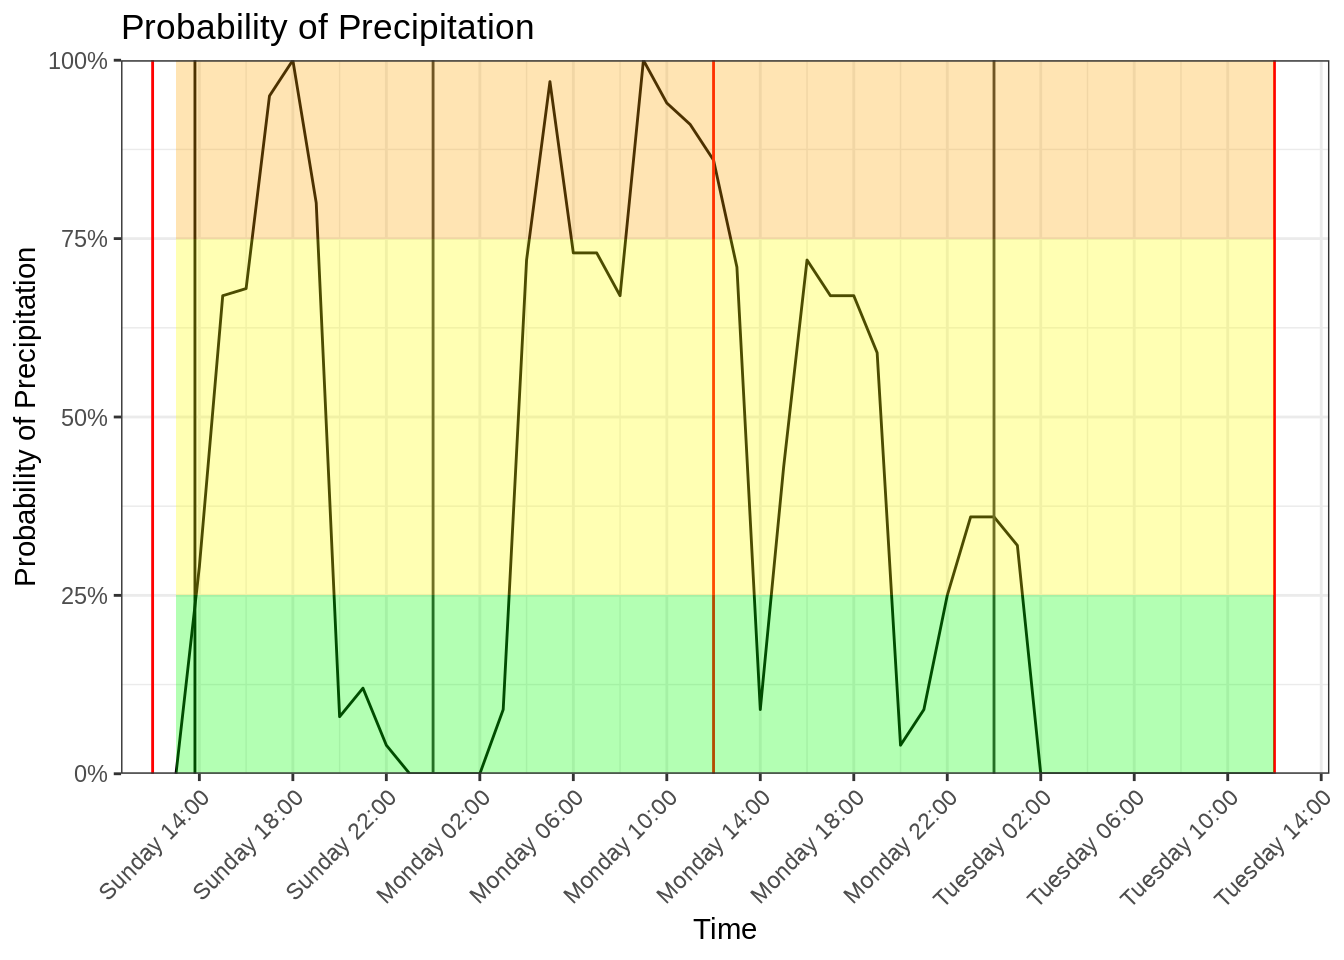 Probability of Precipitation
Probability of Precipitation
100%
75%
50%
25%
0%
Sunday 14:00
Sunday 18:00
Sunday 22:00
Monday 02:00
Monday 06:00
Monday 10:00
Monday 14:00
Monday 18:00
Monday 22:00
Tuesday 02:00
Tuesday 06:00
Tuesday 10:00
Tuesday 14:00
Time